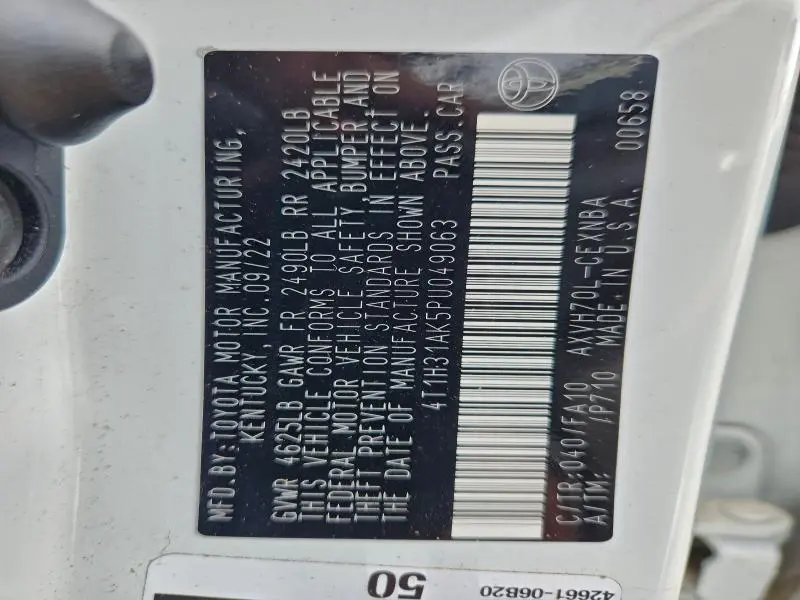 MFD.BY:TOYOTA MOTOR MANUFACTURING,
KENTUCKY, INC.09/22
GVWR 4625LB GAWR FR 2490LB RR 2420LB
THIS VEHICLE CONFORMS TO ALL APPLICABLE
FEDERAL MOTOR VEHICLE SAFETY,BUMPER,AND
THEFT PREVENTION STANDARDS IN EFFECT ON
THE DATE OF MANUFACTURE SHOWN ABOVE.
4T1H31AK5PU049063 PASS.CAR
C/TR:040/FA10 AXVH70L-CEXNBA
A/TM: /P710 MADE IN U.S.A. 00658
50
42661-06B20